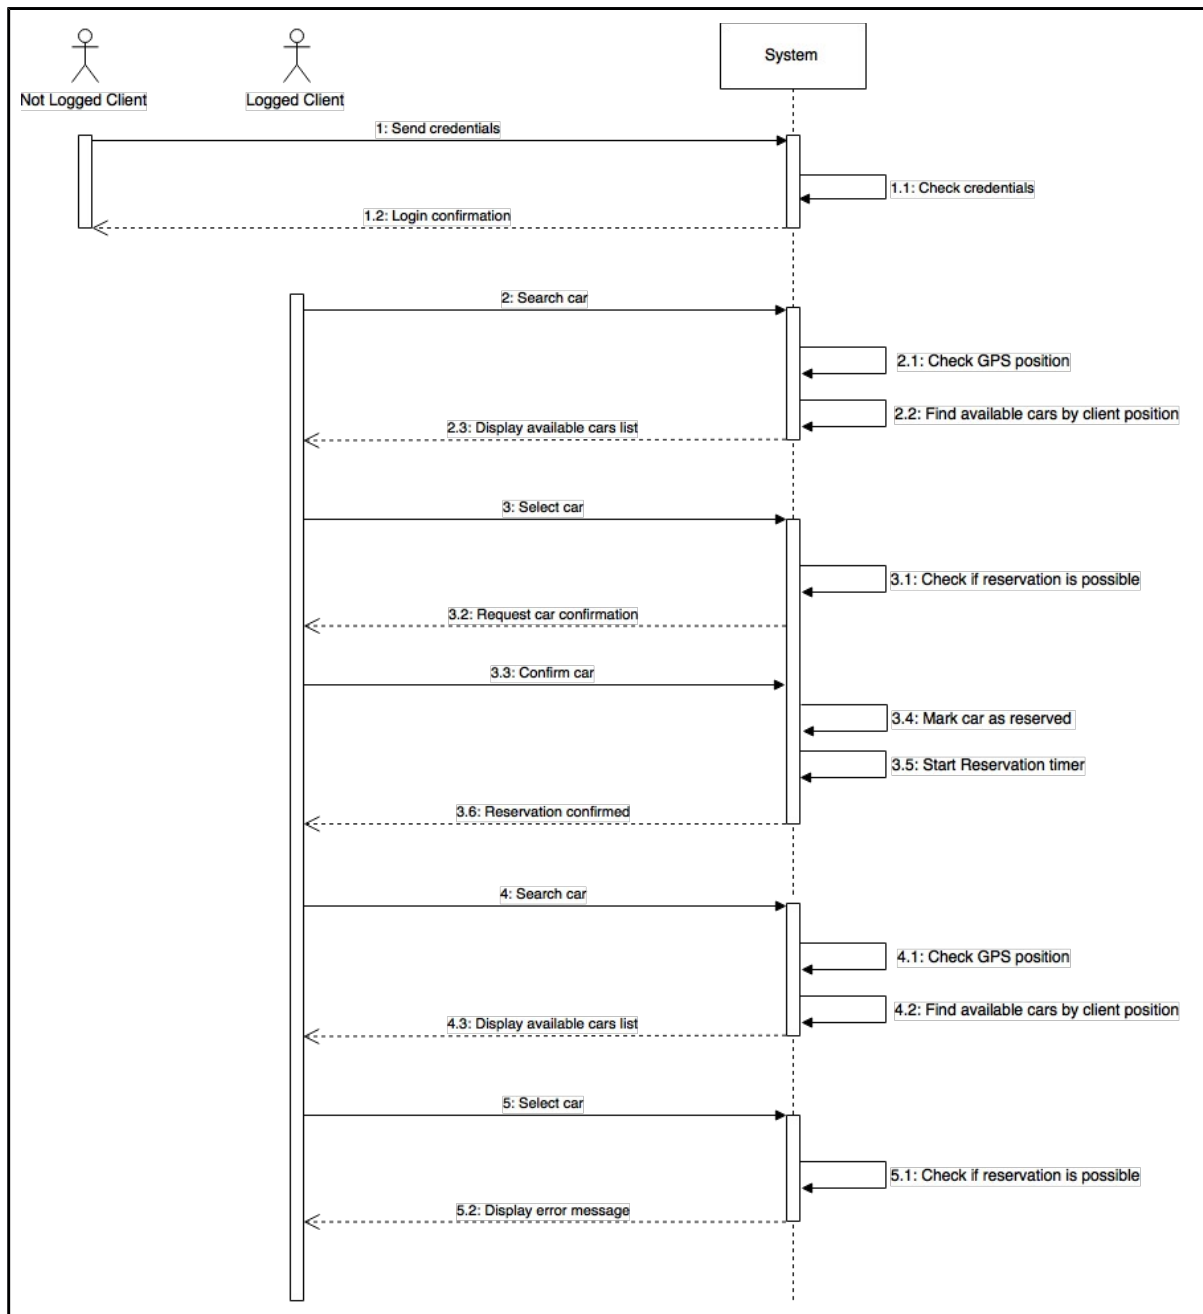 Not Logged Client
Logged Client
System
1: Send credentials
1.1: Check credentials
1.2: Login confirmation
2: Search car
2.1: Check GPS position
2.2: Find available cars by client position
2.3: Display available cars list
3: Select car
3.1: Check if reservation is possible
3.2: Request car confirmation
3.3: Confirm car
3.4: Mark car as reserved
3.5: Start Reservation timer
3.6: Reservation confirmed
4: Search car
4.1: Check GPS position
4.2: Find available cars by client position
4.3: Display available cars list
5: Select car
5.1: Check if reservation is possible
5.2: Display error message